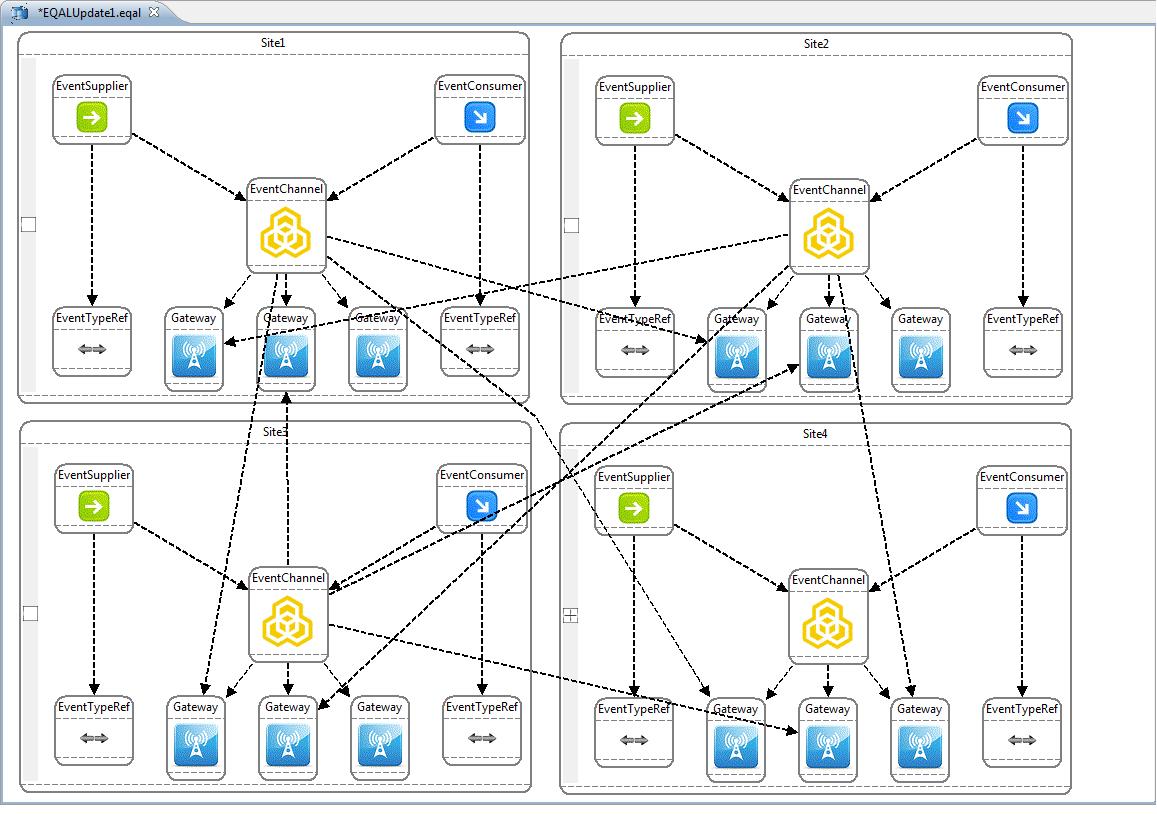 *EQALUpdate1.eqal
Site1
EventSupplier
EventConsumer
EventChannel
EventTypeRef
Gateway
Gateway
Gateway
EventTypeRef
Site2
EventSupplier
EventConsumer
EventChannel
EventTypeRef
Gateway
Gateway
Gateway
EventTypeRef
Site3
EventSupplier
EventConsumer
EventChannel
EventTypeRef
Gateway
Gateway
Gateway
EventTypeRef
Site4
EventSupplier
EventConsumer
EventChannel
EventTypeRef
Gateway
Gateway
Gateway
EventTypeRef